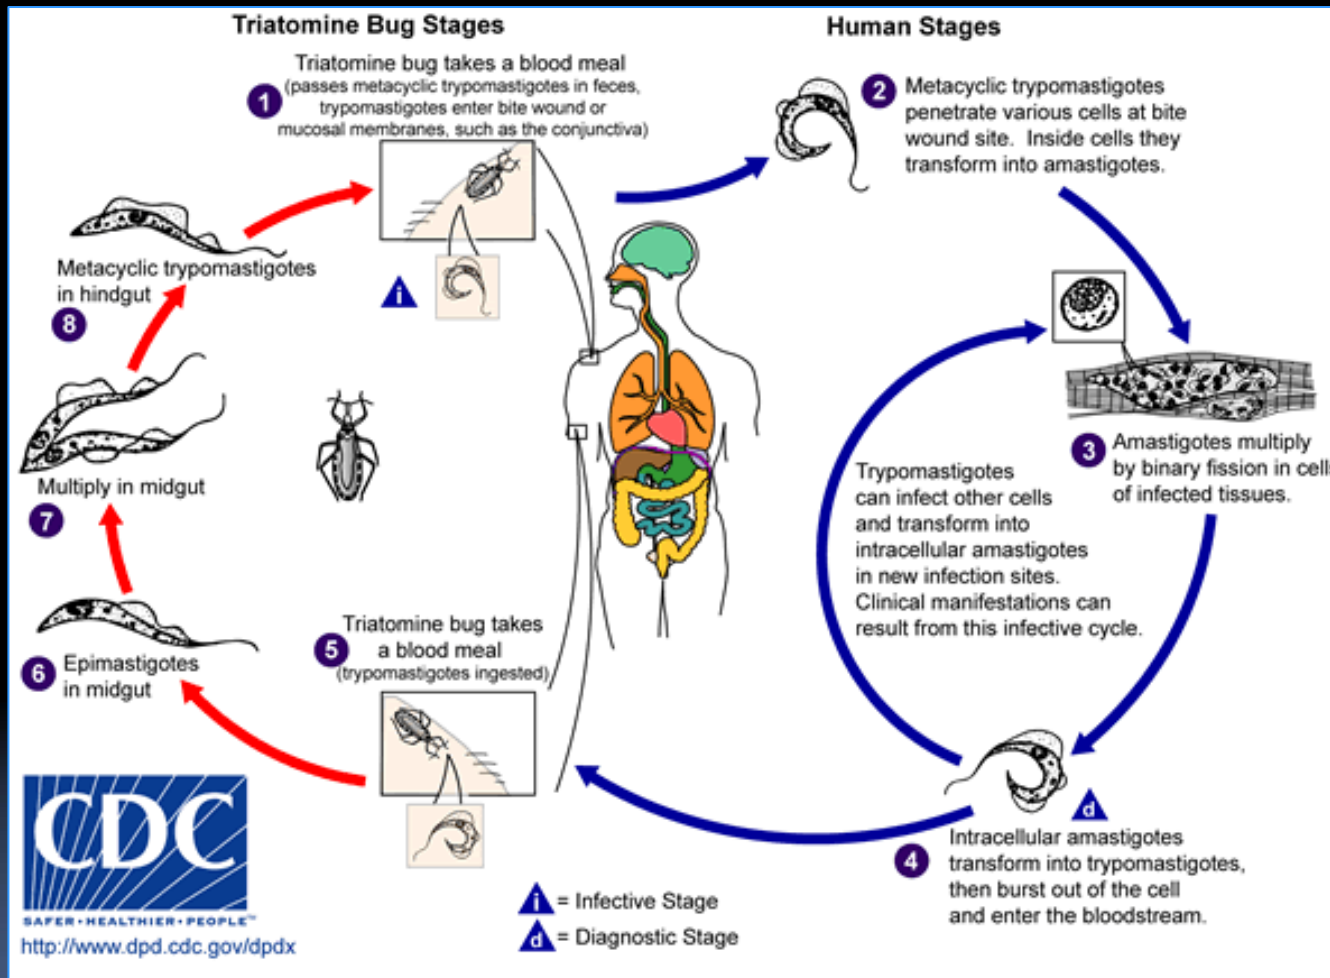 Triatomine Bug Stages
Human Stages
1
Triatomine bug takes a blood meal
(passes metacyclic trypomastigotes in feces,
trypomastigotes enter bite wound or
mucosal membranes, such as the conjunctiva)
i
2
Metacyclic trypomastigotes
penetrate various cells at bite
wound site. Inside cells they
transform into amastigotes.
3
Amastigotes multiply
by binary fission in cells
of infected tissues.
Trypomastigotes
can infect other cells
and transform into
intracellular amastigotes
in new infection sites.
Clinical manifestations can
result from this infective cycle.
d
4
Intracellular amastigotes
transform into trypomastigotes,
then burst out of the cell
and enter the bloodstream.
5
Triatomine bug takes
a blood meal
(trypomastigotes ingested)
6
Epimastigotes
in midgut
Multiply in midgut
7
Metacyclic trypomastigotes
in hindgut
8
i = Infective Stage
d = Diagnostic Stage
CDC
SAFER·HEALTHIER·PEOPLE™
http://www.dpd.cdc.gov/dpdx